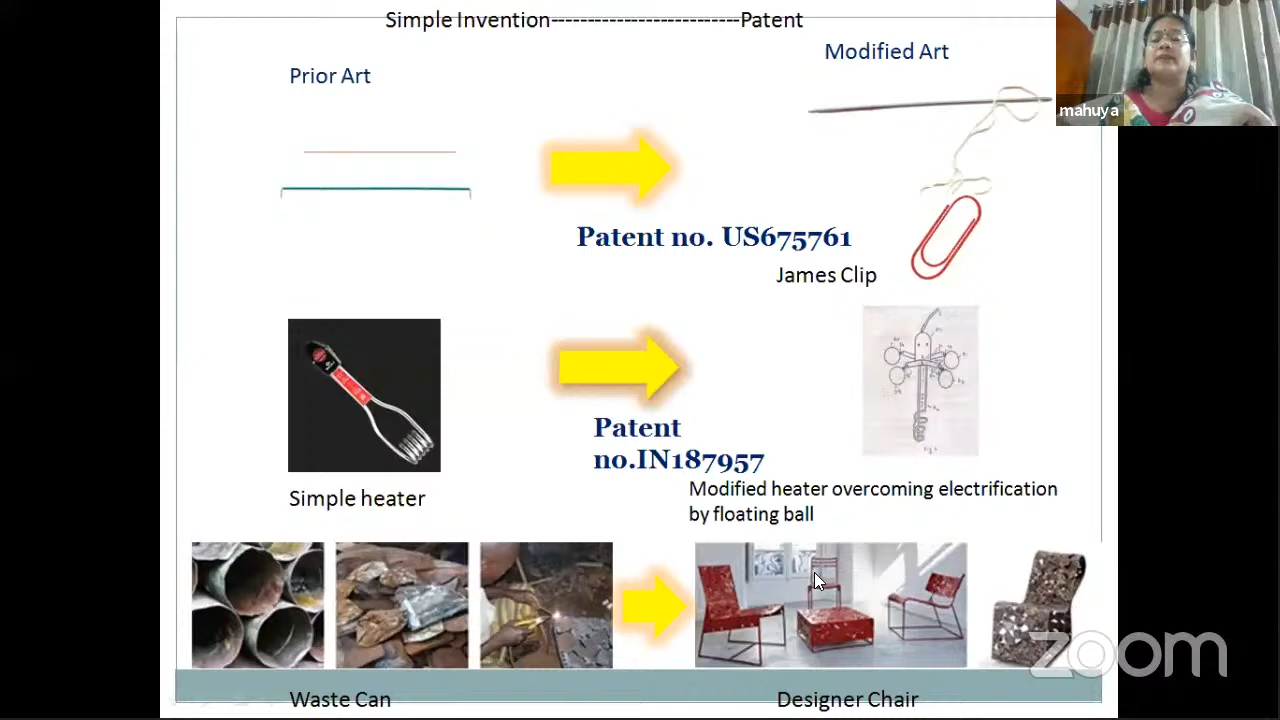 Simple Invention--------------------------Patent
Prior Art
Modified Art
mahuya
Patent no. US675761
James Clip
Patent
no.IN187957
Simple heater
Modified heater overcoming electrification
by floating ball
Waste Can
Designer Chair
zoom